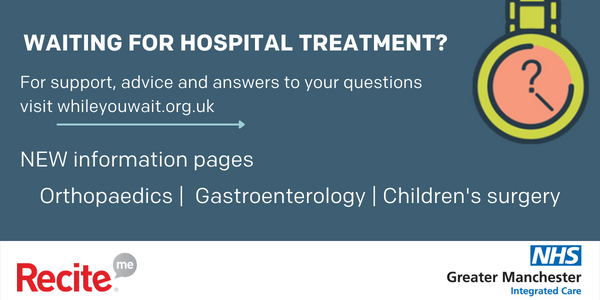 WAITING FOR HOSPITAL TREATMENT?
For support, advice and answers to your questions
visit whileyouwait.org.uk
?
NEW information pages
Orthopaedics | Gastroenterology | Children's surgery
Recite me
NHS
Greater Manchester
Integrated Care